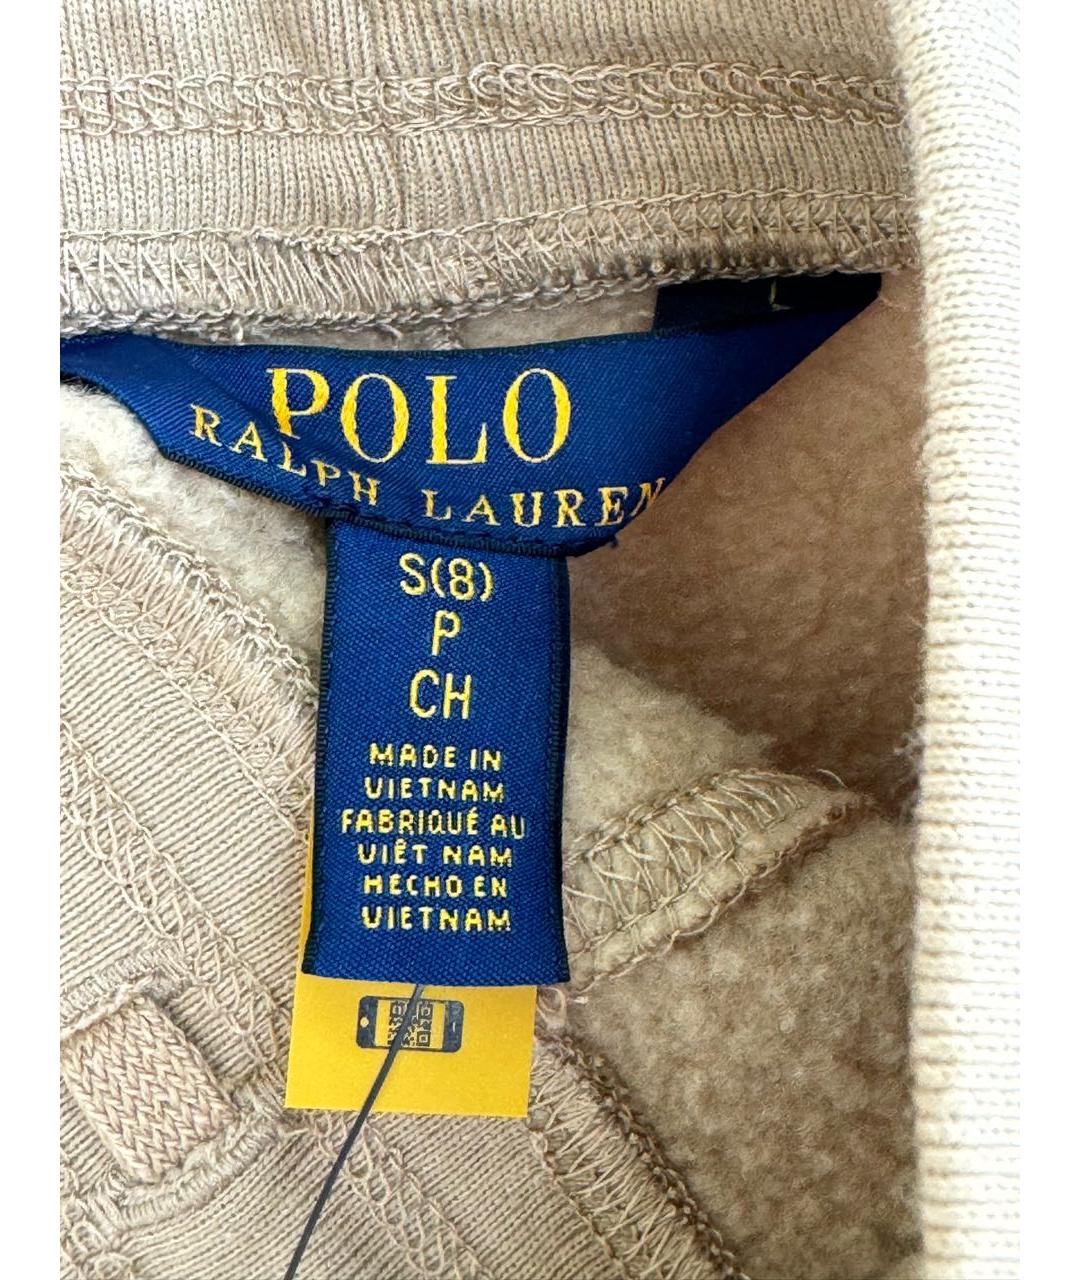 POLO
RALPH LAUREN
S(8)
P
CH
MADE IN
VIETNAM
FABRIQUÉ AU
VIÊT NAM
HECHO EN
VIETNAM